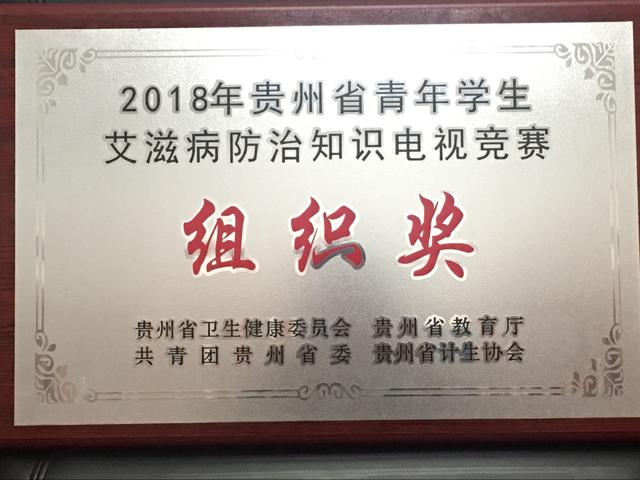 2018年贵州省青年学生
艾滋病防治知识电视竞赛
组织奖
贵州省卫生健康委员会 贵州省教育厅
共青团贵州省委 贵州省计生协会